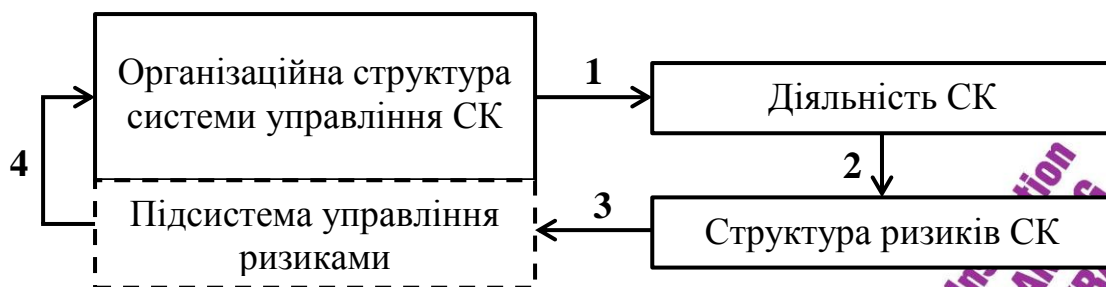 Організаційна структура
системи управління СК
1
Діяльність СК
4
2
Підсистема управління
ризиками
3
Структура ризиків СК